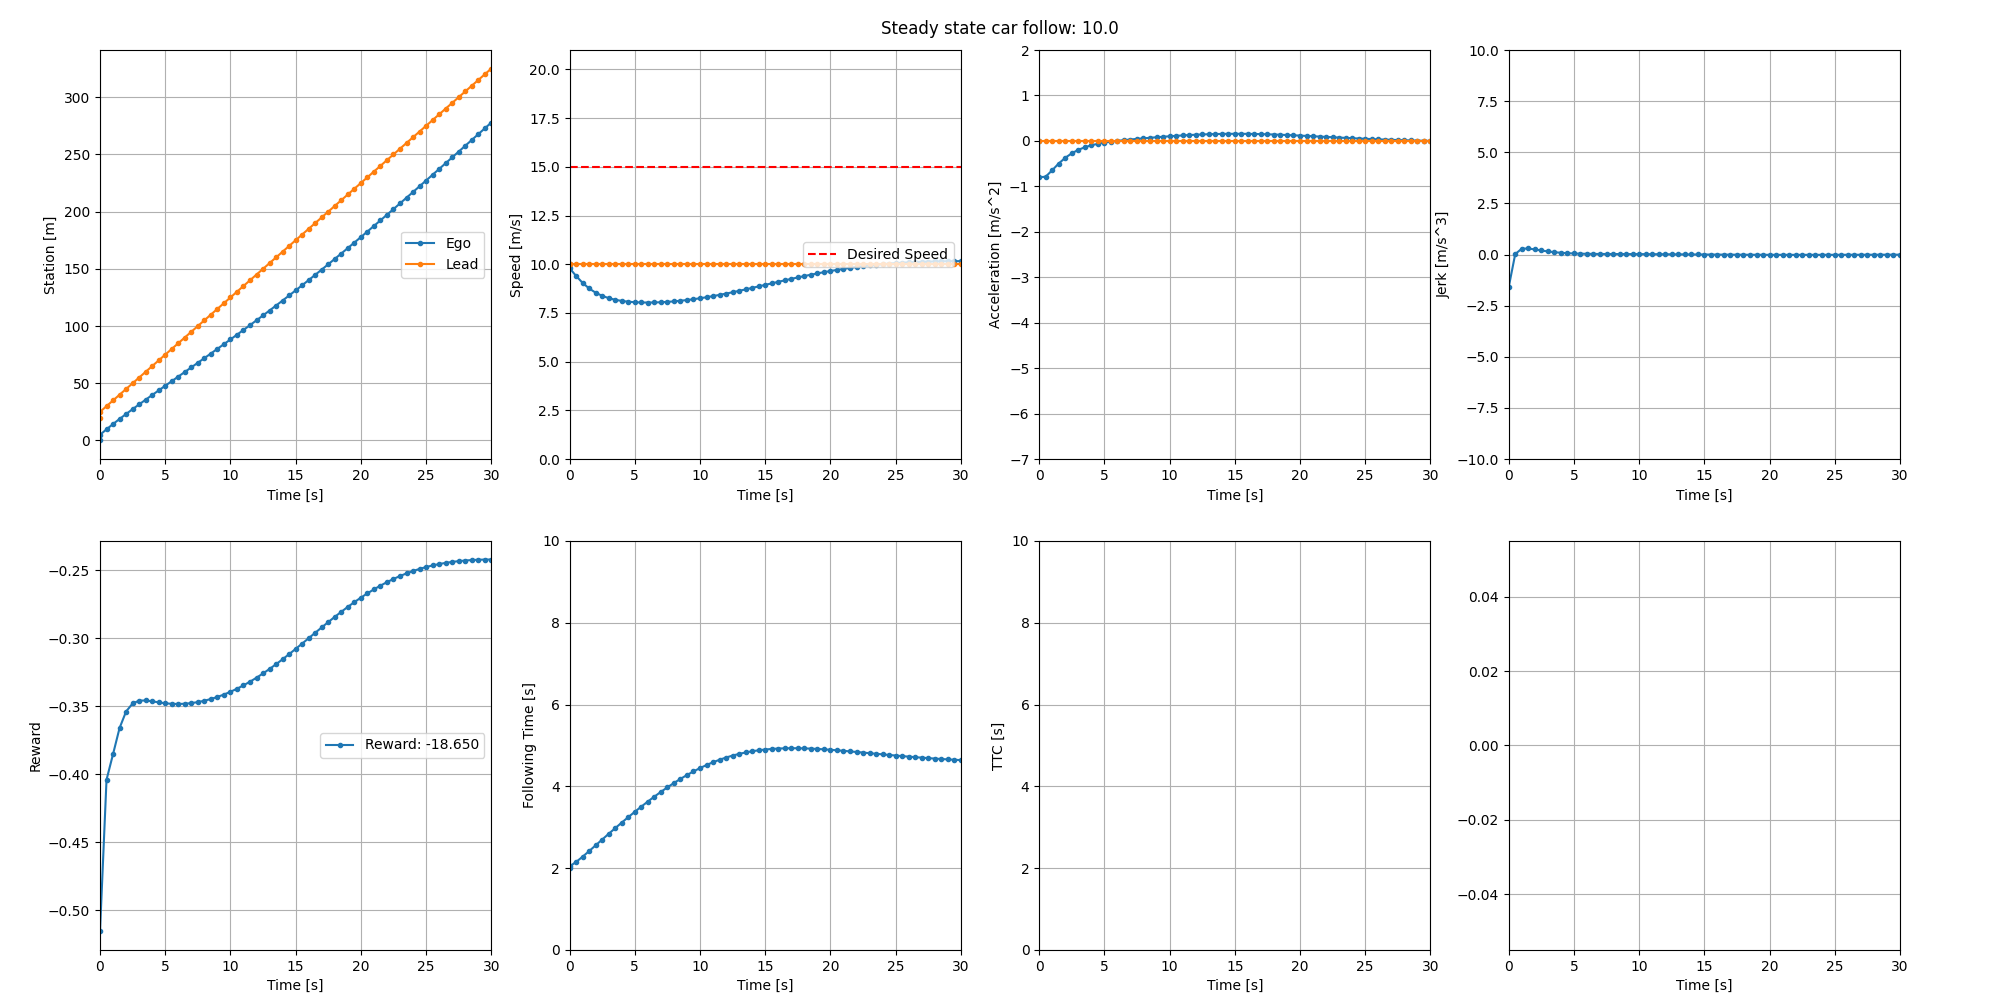 Steady state car follow: 10.0
300
250
200
150
100
50
0
Station [m]
Ego
Lead
0 5 10 15 20 25 30
Time [s]
20.0
17.5
15.0
12.5
10.0
7.5
5.0
2.5
0.0
Speed [m/s]
Desired Speed
0 5 10 15 20 25 30
Time [s]
2
1
0
−1
−2
−3
−4
−5
−6
−7
Acceleration [m/s^2]
0 5 10 15 20 25 30
Time [s]
10.0
7.5
5.0
2.5
0.0
−2.5
−5.0
−7.5
−10.0
Jerk [m/s^3]
0 5 10 15 20 25 30
Time [s]
−0.25
−0.30
−0.35
−0.40
−0.45
−0.50
Reward
Reward: -18.650
0 5 10 15 20 25 30
Time [s]
10
8
6
4
2
0
Following Time [s]
0 5 10 15 20 25 30
Time [s]
10
8
6
4
2
0
TTC [s]
0 5 10 15 20 25 30
Time [s]
0.04
0.02
0.00
−0.02
−0.04
0 5 10 15 20 25 30
Time [s]